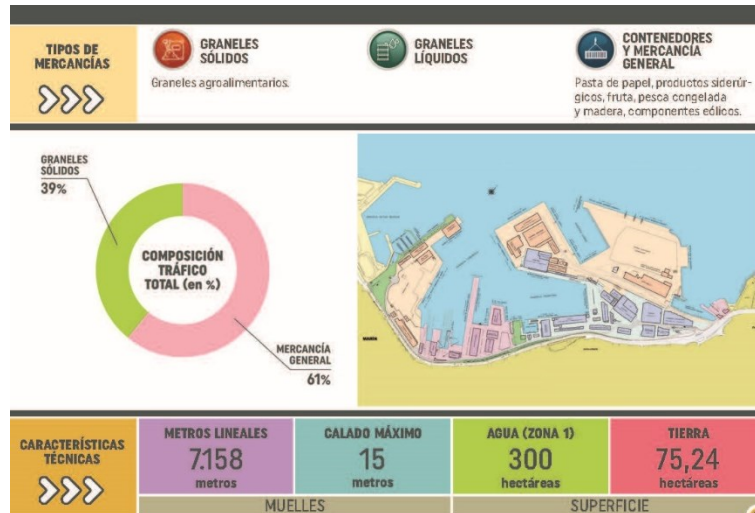 TIPOS DE
MERCANCÍAS
GRANELES
SÓLIDOS
Graneles agroalimentarios.
GRANELES
LÍQUIDOS
CONTENEDORES
Y MERCANCÍA
GENERAL
Pasta de papel, productos siderúr-
gicos, fruta, pesca congelada
y madera, componentes eólicos.
GRANELES
SÓLIDOS
39%
COMPOSICIÓN
TRÁFICO
TOTAL (en %)
MERCANCÍA
GENERAL
61%
CARACTERÍSTICAS
TÉCNICAS
METROS LINEALES
7.158
metros
CALADO MÁXIMO
15
metros
MUELLES
AGUA (ZONA 1)
300
hectáreas
TIERRA
75,24
hectáreas
SUPERFICIE